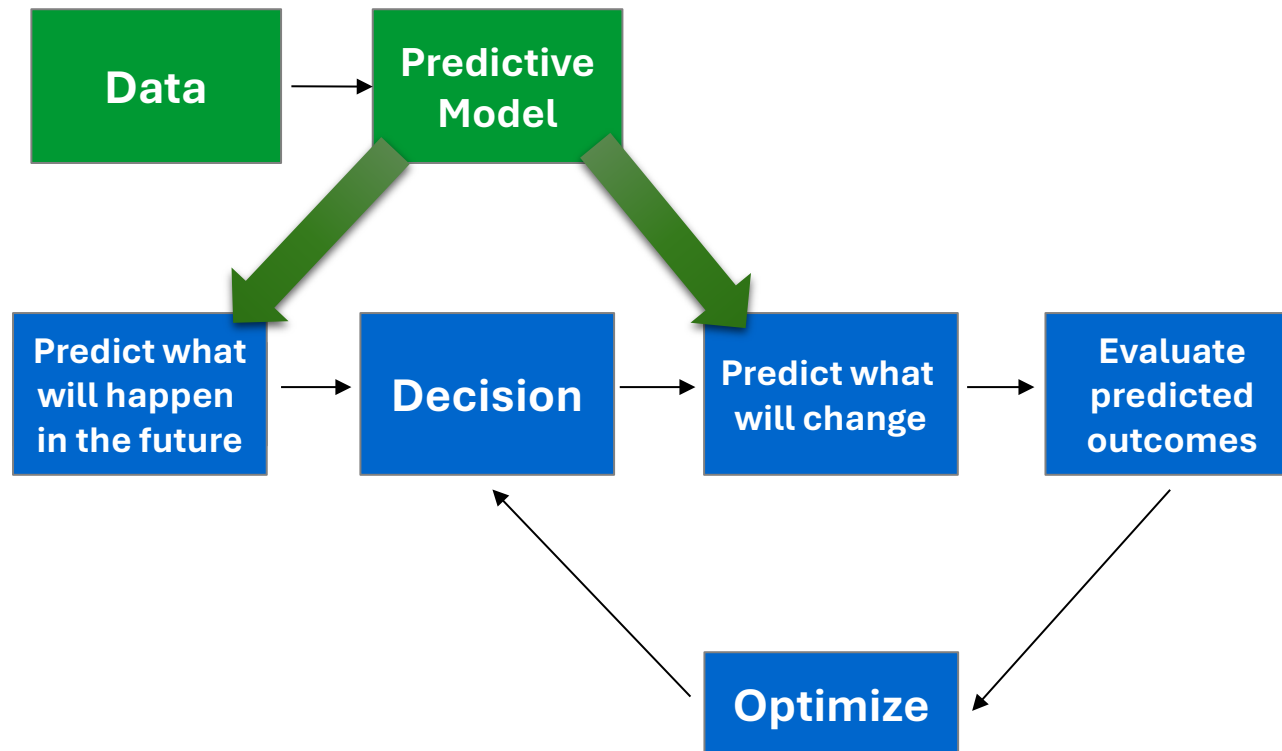 Data
Predictive
Model
Predict what
will happen
in the future
Decision
Predict what
will change
Evaluate
predicted
outcomes
Optimize